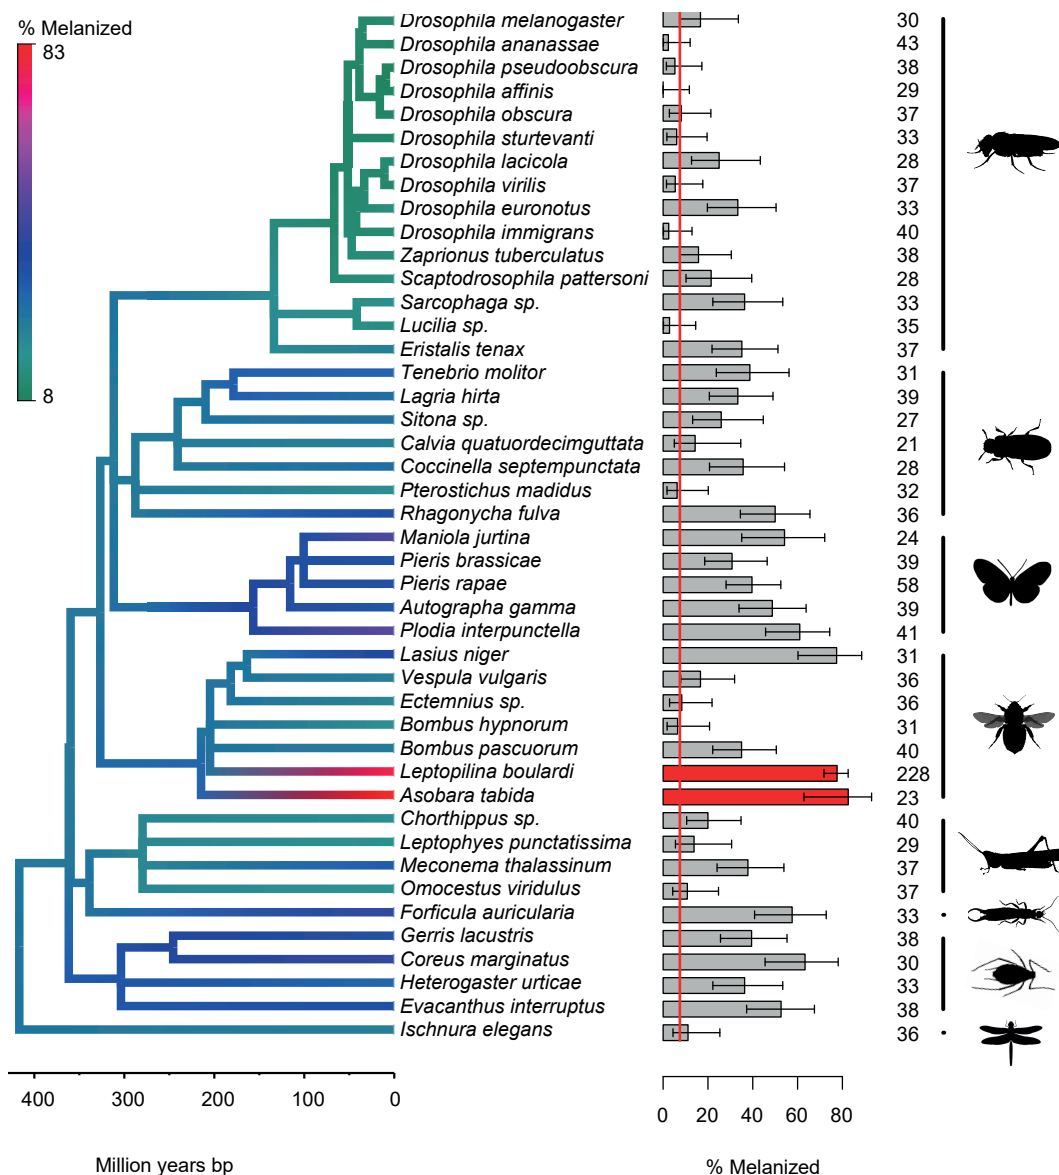 % Melanized
83
8
Drosophila melanogaster 30
Drosophila ananassae 43
Drosophila pseudoobscura 38
Drosophila affinis 29
Drosophila obscura 37
Drosophila sturtevanti 33
Drosophila lacicola 28
Drosophila virilis 37
Drosophila euronotus 33
Drosophila immigrans 40
Zaprionus tuberculatus 38
Scaptodrosophila pattersoni 28
Sarcophaga sp. 33
Lucilia sp. 35
Eristalis tenax 37
Tenebrio molitor 31
Lagria hirta 39
Sitona sp. 27
Calvia quatuordecimguttata 21
Coccinella septempunctata 28
Pterostichus madidus 32
Rhagonycha fulva 36
Maniola jurtina 24
Pieris brassicae 39
Pieris rapae 58
Autographa gamma 39
Plodia interpunctella 41
Lasius niger 31
Vespula vulgaris 36
Ectemnius sp. 36
Bombus hypnorum 31
Bombus pascuorum 40
Leptopilina boulardi 228
Asobara tabida 23
Chorthippus sp. 40
Leptophyes punctatissima 29
Meconema thalassinum 37
Omocestus viridulus 37
Forficula auricularia 33
Gerris lacustris 38
Coreus marginatus 30
Heterogaster urticae 33
Evacanthus interruptus 38
Ischnura elegans 36
400 300 200 100 0
0 20 40 60 80
Million years bp
% Melanized